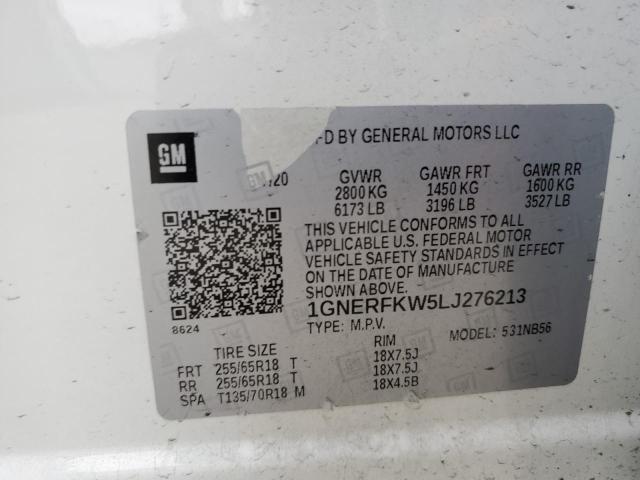 GM
FD BY GENERAL MOTORS LLC
/20
GVWR GAWR FRT GAWR RR
2800 KG 1450 KG 1600 KG
6173 LB 3196 LB 3527 LB
THIS VEHICLE CONFORMS TO ALL
APPLICABLE U.S. FEDERAL MOTOR
VEHICLE SAFETY STANDARDS IN EFFECT
ON THE DATE OF MANUFACTURE
SHOWN ABOVE.
1GNERFKW5LJ276213
8624
TYPE: M.P.V. MODEL: 531NB56
TIRE SIZE RIM
FRT 255/65R18 T 18X7.5J
RR 255/65R18 T 18X7.5J
SPA T135/70R18 M 18X4.5B